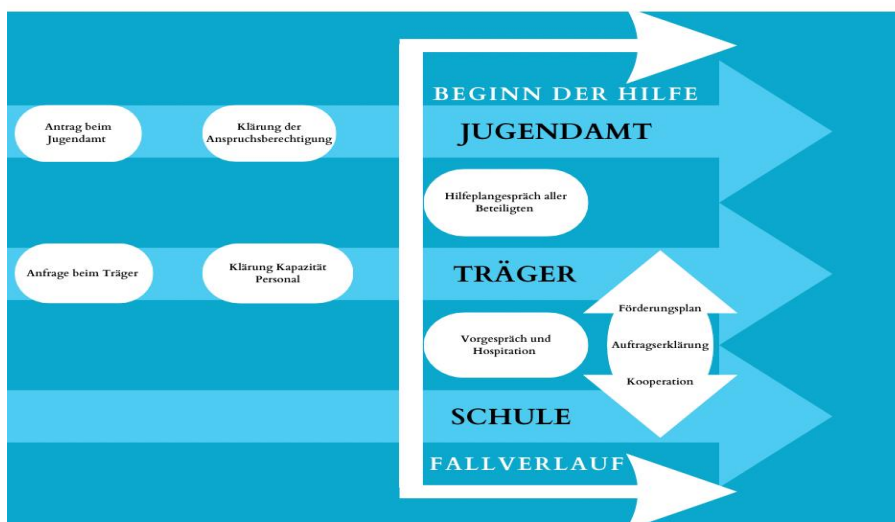 BEGINN DER HILFE
Antrag beim
Jugendamt
Klärung der
Anspruchsberechtigung
JUGENDAMT
Hilfeplangespräch aller
Beteiligten
Anfrage beim Träger
Klärung Kapazität
Personal
TRÄGER
Förderungsplan
Vorgespräch und
Hospitation
Auftragserklärung
Kooperation
SCHULE
FALLVERLAUF